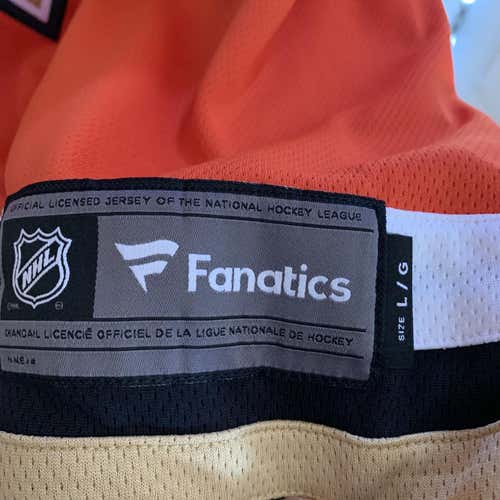 OFFICIAL LICENSED JERSEY OF THE NATIONAL HOCKEY LEAGUE
NHL
Fanatics
SIZE L / G
CHANDAIL LICENCIÉ OFFICIEL DE LA LIGUE NATIONALE DE HOCKEY